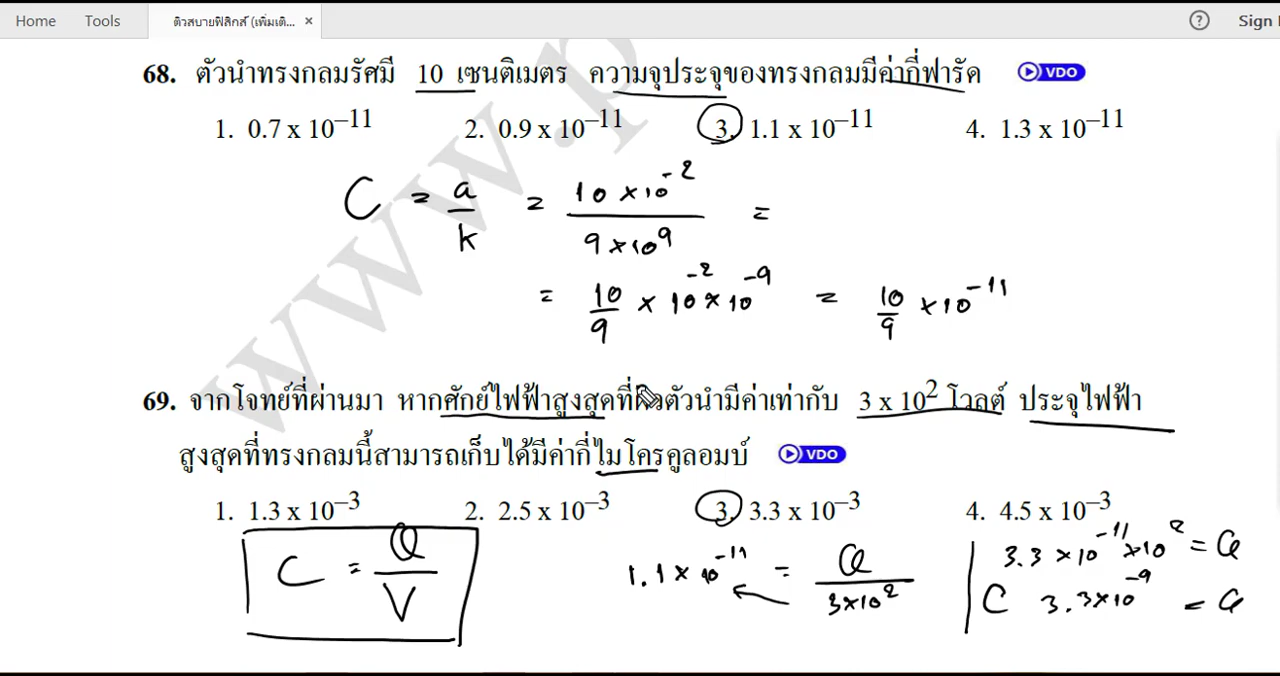 Home Tools ติวสบายฟิสิกส์ (เพิ่มเติ... × ? Sign
68. ตัวนำทรงกลมรัศมี 10 เซนติเมตร ความจุประจุของทรงกลมมีค่ากี่ฟารัด VDO
1. 0.7 x 10⁻¹¹ 2. 0.9 x 10⁻¹¹ 3. 1.1 x 10⁻¹¹ 4. 1.3 x 10⁻¹¹
C = a/k = 10 × 10⁻² / 9 × 10⁹ =
= 10/9 × 10⁻² × 10⁻⁹ = 10/9 × 10⁻¹¹
69. จากโจทย์ที่ผ่านมา หากศักย์ไฟฟ้าสูงสุดที่ผิวตัวนำมีค่าเท่ากับ 3 x 10² โวลต์ ประจุไฟฟ้า
สูงสุดที่ทรงกลมนี้สามารถเก็บได้มีค่ากี่ไมโครคูลอมบ์ VDO
1. 1.3 x 10⁻³ 2. 2.5 x 10⁻³ 3. 3.3 x 10⁻³ 4. 4.5 x 10⁻³
C = Q/V
1.1 × 10⁻¹¹ = Q / 3×10²
3.3 × 10⁻¹¹ × 10² = Q
C 3.3×10⁻⁹ = Q
www.p